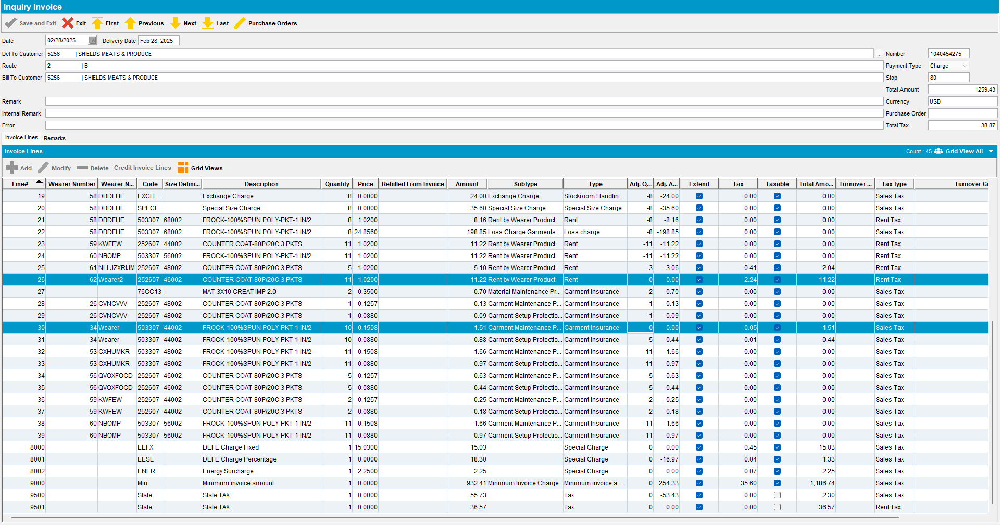 Inquiry Invoice
Save and Exit Exit First Previous Next Last Purchase Orders
Date 02/28/2025 16 Delivery Date Feb 28, 2025
Del To Customer 5256 | SHIELDS MEATS & PRODUCE ... Number 1040454275
Route 2 | B Payment Type Charge
Bill To Customer 5256 | SHIELDS MEATS & PRODUCE Stop 80
Total Amount 1259.43
Remark Currency USD
Internal Remark Purchase Order
Error Total Tax 38.87
Invoice Lines Remarks
Invoice Lines Count : 45 Grid View All
Add Modify Delete Credit Invoice Lines Grid Views
Line# 1 Wearer Number Wearer N... Code Size Defini... Description Quantity Price Rebilled From Invoice Amount Subtype Type Adj. Q... Adj. A... Extend Tax Taxable Total Amo... Turnover ... Tax type Turnover Gr
19 58 DBDFHE EXCH... Exchange Charge 8 0.0000 24.00 Exchange Charge Stockroom Handlin... -8 -24.00 0.00 0.00 Sales Tax
20 58 DBDFHE SPECI... Special Size Charge 8 0.0000 35.60 Special Size Charge Special Size Charge -8 -35.60 0.00 0.00 Sales Tax
21 58 DBDFHE 503307 68002 FROCK-100%SPUN POLY-PKT-1 IN/2 8 1.0200 8.16 Rent by Wearer Product Rent -8 -8.16 0.00 0.00 Rent Tax
22 58 DBDFHE 503307 68002 FROCK-100%SPUN POLY-PKT-1 IN/2 8 24.8560 198.85 Loss Charge Garments ... Loss charge -8 -198.85 0.00 0.00 Sales Tax
23 59 KWFEW 252607 44002 COUNTER COAT-80P/20C 3 PKTS 11 1.0200 11.22 Rent by Wearer Product Rent -11 -11.22 0.00 0.00 Rent Tax
24 60 NBOMP 503307 56002 FROCK-100%SPUN POLY-PKT-1 IN/2 11 1.0200 11.22 Rent by Wearer Product Rent -11 -11.22 0.00 0.00 Rent Tax
25 61 NLLJZXRIJM 252607 48002 COUNTER COAT-80P/20C 3 PKTS 5 1.0200 5.10 Rent by Wearer Product Rent -3 -3.06 0.41 2.04 Rent Tax
26 62 Wearer2 252607 46002 COUNTER COAT-80P/20C 3 PKTS 11 1.0200 11.22 Rent by Wearer Product Rent 0 0.00 2.24 11.22 Rent Tax
27 76GC13 - MAT-3X10 GREAT IMP 2.0 2 0.3500 0.70 Material Maintenance Pr... Garment Insurance -2 -0.70 0.00 0.00 Sales Tax
28 26 GVNGVVV 252607 48002 COUNTER COAT-80P/20C 3 PKTS 1 0.1257 0.13 Garment Maintenance P... Garment Insurance -1 -0.13 0.00 0.00 Sales Tax
29 26 GVNGVVV 252607 48002 COUNTER COAT-80P/20C 3 PKTS 1 0.0880 0.09 Garment Setup Protectio... Garment Insurance -1 -0.09 0.00 0.00 Sales Tax
30 34 Wearer 503307 44002 FROCK-100%SPUN POLY-PKT-1 IN/2 10 0.1508 1.51 Garment Maintenance P... Garment Insurance 0 0.00 0.05 1.51 Sales Tax
31 34 Wearer 503307 44002 FROCK-100%SPUN POLY-PKT-1 IN/2 10 0.0880 0.88 Garment Setup Protectio... Garment Insurance -5 -0.44 0.01 0.44 Sales Tax
32 53 GXHUMKR 503307 48002 FROCK-100%SPUN POLY-PKT-1 IN/2 11 0.1508 1.66 Garment Maintenance P... Garment Insurance -11 -1.66 0.00 0.00 Sales Tax
33 53 GXHUMKR 503307 48002 FROCK-100%SPUN POLY-PKT-1 IN/2 11 0.0880 0.97 Garment Setup Protectio... Garment Insurance -11 -0.97 0.00 0.00 Sales Tax
34 56 QVOXFOGD 252607 46002 COUNTER COAT-80P/20C 3 PKTS 5 0.1257 0.63 Garment Maintenance P... Garment Insurance -5 -0.63 0.00 0.00 Sales Tax
35 56 QVOXFOGD 252607 46002 COUNTER COAT-80P/20C 3 PKTS 5 0.0880 0.44 Garment Setup Protectio... Garment Insurance -5 -0.44 0.00 0.00 Sales Tax
36 59 KWFEW 252607 44002 COUNTER COAT-80P/20C 3 PKTS 2 0.1257 0.25 Garment Maintenance P... Garment Insurance -2 -0.25 0.00 0.00 Sales Tax
37 59 KWFEW 252607 44002 COUNTER COAT-80P/20C 3 PKTS 2 0.0880 0.18 Garment Setup Protectio... Garment Insurance -2 -0.18 0.00 0.00 Sales Tax
38 60 NBOMP 503307 56002 FROCK-100%SPUN POLY-PKT-1 IN/2 11 0.1508 1.66 Garment Maintenance P... Garment Insurance -11 -1.66 0.00 0.00 Sales Tax
39 60 NBOMP 503307 56002 FROCK-100%SPUN POLY-PKT-1 IN/2 11 0.0880 0.97 Garment Setup Protectio... Garment Insurance -11 -0.97 0.00 0.00 Sales Tax
8000 EEFX DEFE Charge Fixed 1 15.0300 15.03 Special Charge 0 0.00 0.45 15.03 Sales Tax
8001 EESL DEFE Charge Percentage 1 0.0000 18.30 Special Charge 0 -16.97 0.04 1.33 Sales Tax
8002 ENER Energy Surcharge 1 2.2500 2.25 Special Charge 0 0.00 0.07 2.25 Sales Tax
9000 Min Minimum invoice amount 1 0.0000 932.41 Minimum Invoice Charge Minimum invoice a... 0 254.33 35.60 1,186.74 Sales Tax
9500 State State TAX 1 0.0000 55.73 Tax 0 -53.43 0.00 2.30 Sales Tax
9501 State State TAX 1 0.0000 36.57 Tax 0 0.00 0.00 36.57 Rent Tax